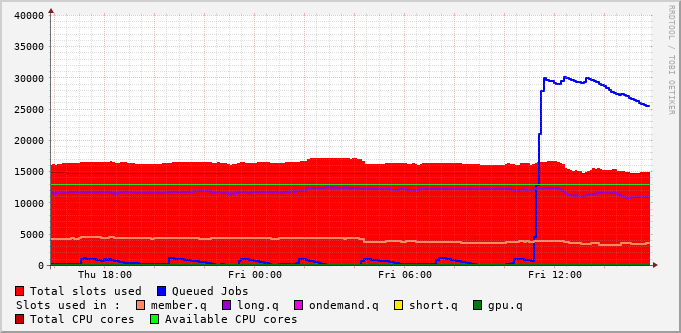 RRDTOOL / TOBI OETIKER
40000
35000
30000
25000
20000
15000
10000
5000
0
Thu 18:00 Fri 00:00 Fri 06:00 Fri 12:00
Total slots used Queued Jobs
Slots used in : member.q long.q ondemand.q short.q gpu.q
Total CPU cores Available CPU cores